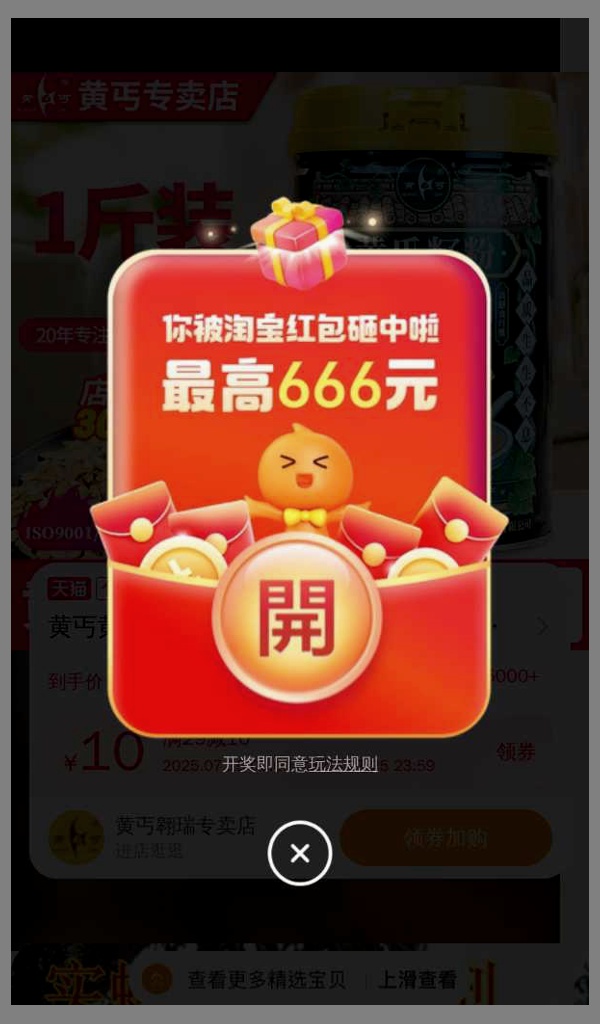 黄丐专卖店
1斤装
20年专注
你被淘宝红包砸中啦
最高666元
ISO9001/
開
天猫
到手价
5000+
¥10
满29减10
2025.07
5 23:59
领券
开奖即同意玩法规则
黄丐翱瑞专卖店
进店逛逛
领券加购
查看更多精选宝贝
上滑查看